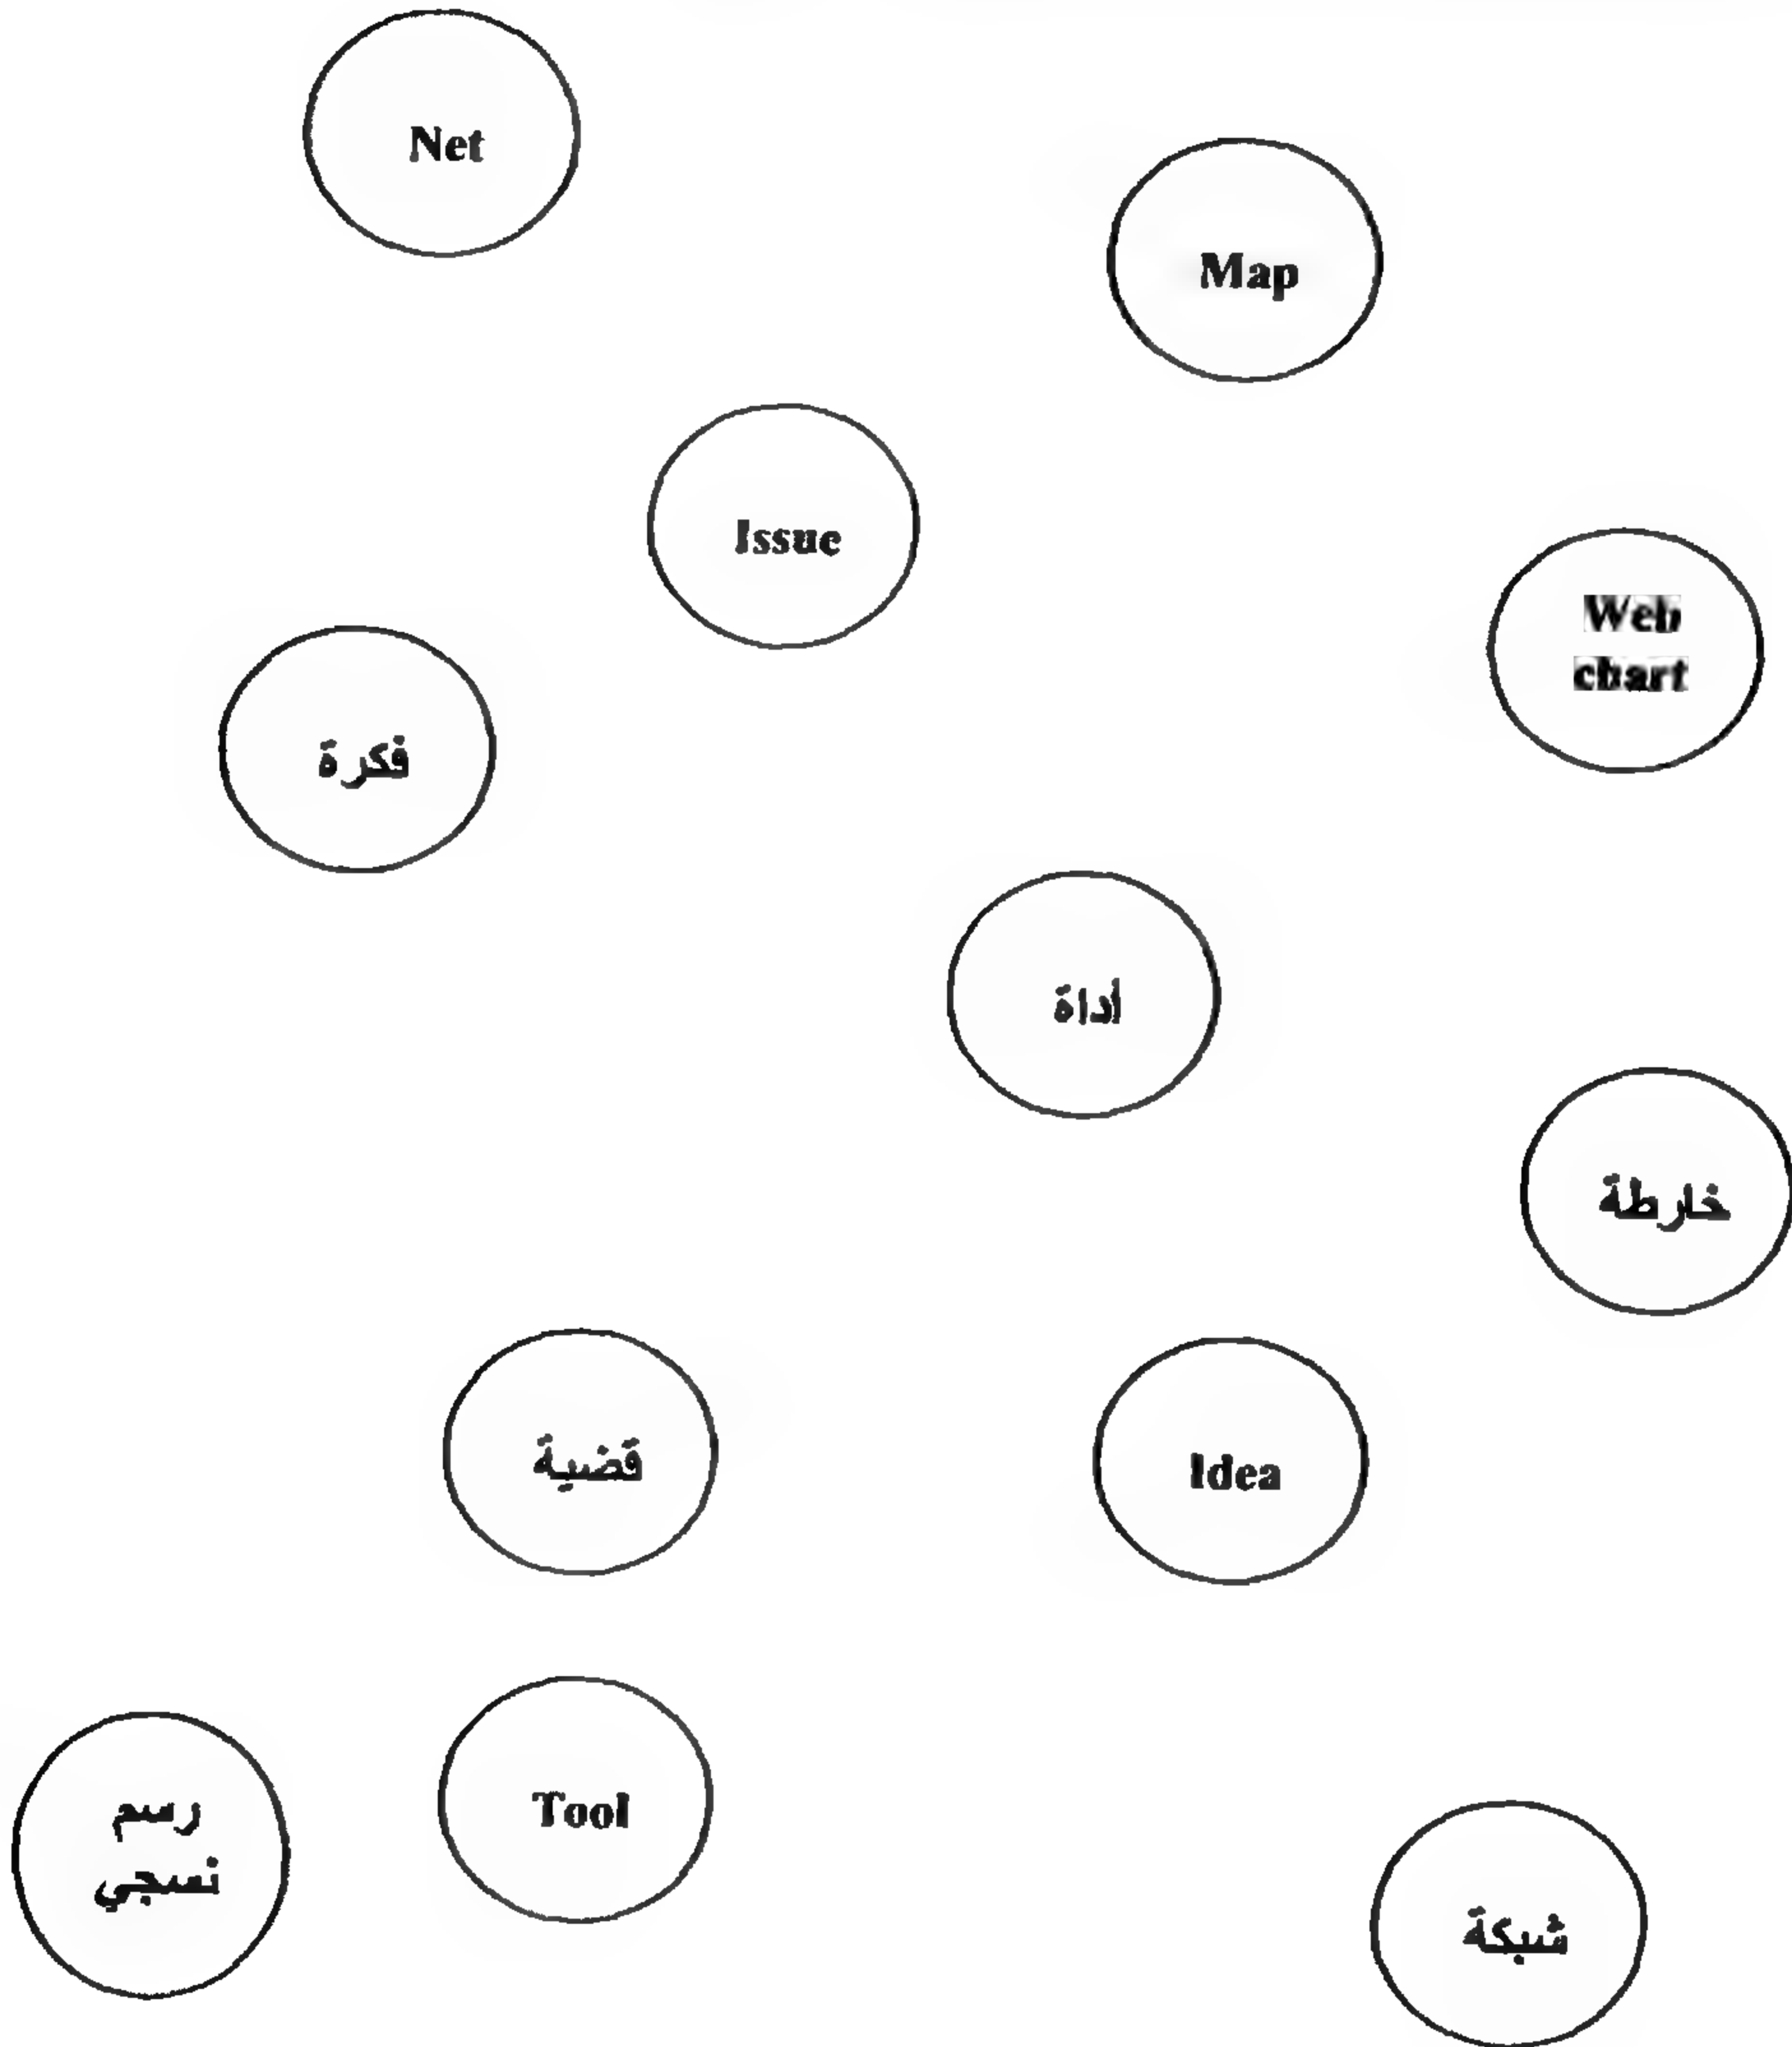 Net
Map
Issue
Web
chart
فكرة
أداة
خارطة
قضية
Idea
رسم
نسجي
Tool
شبكة